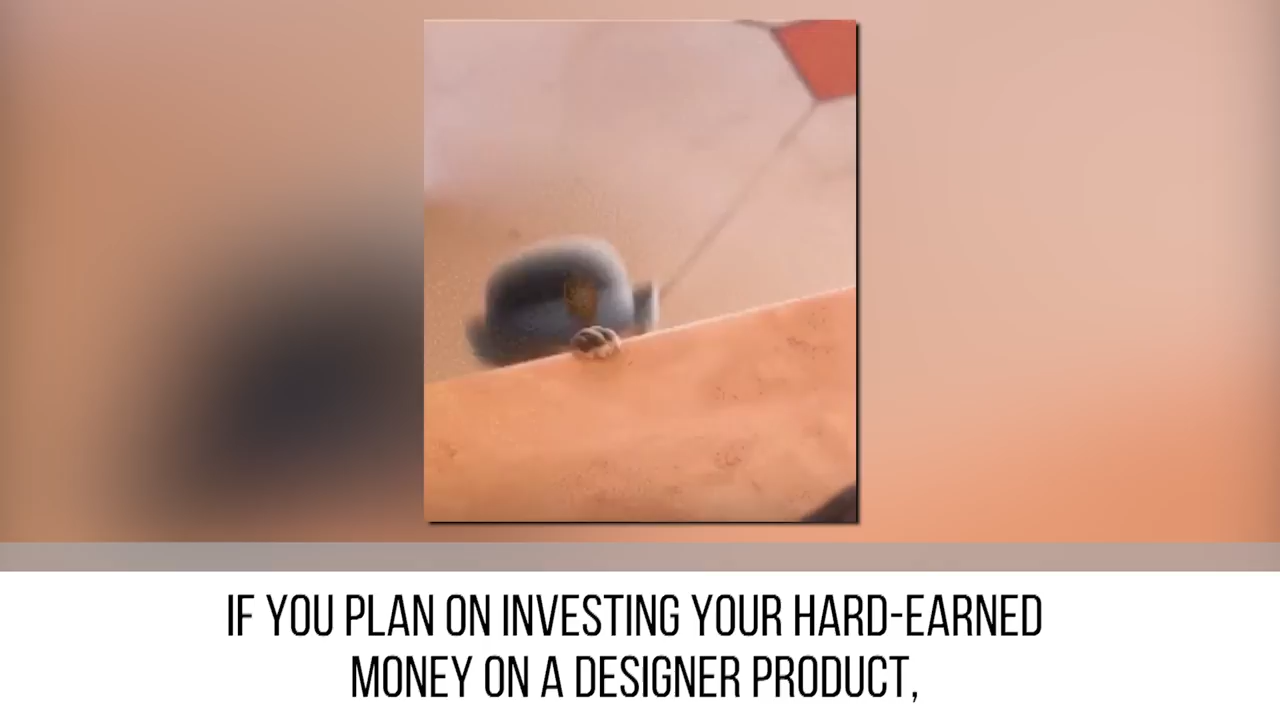 IF YOU PLAN ON INVESTING YOUR HARD-EARNED
MONEY ON A DESIGNER PRODUCT,